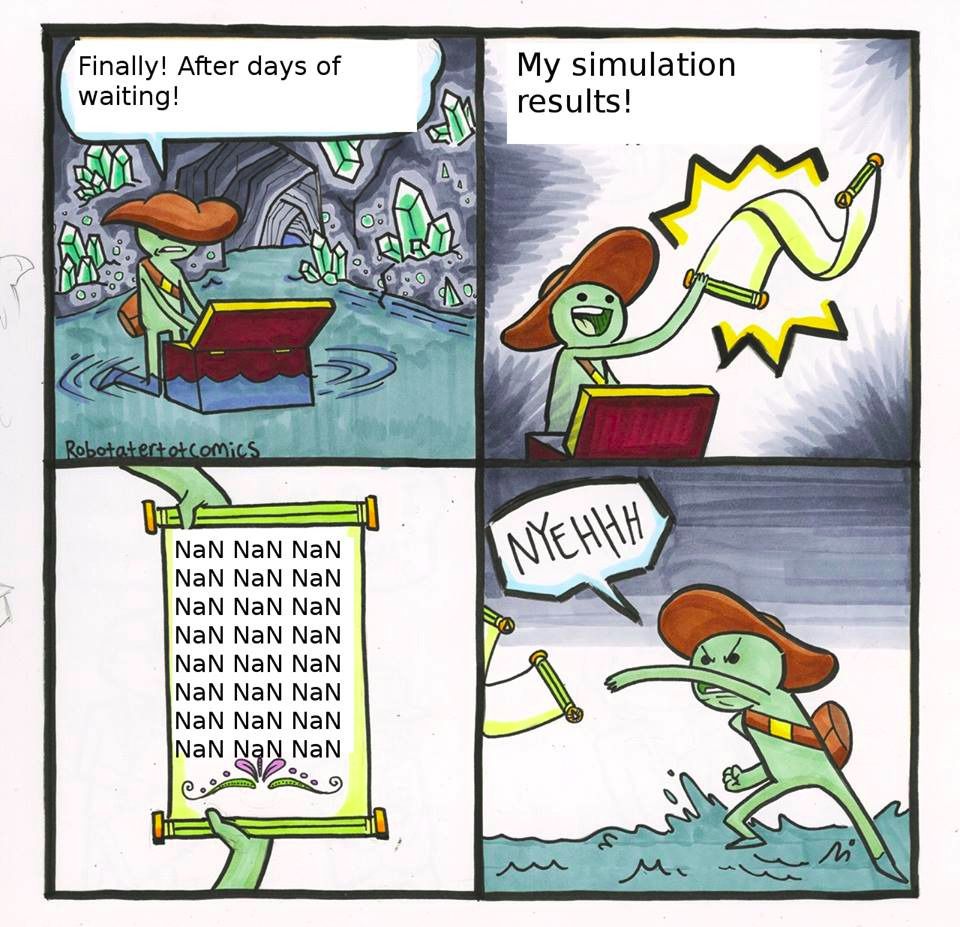 Finally! After days of
waiting!
My simulation
results!
Robotatertotcomics
NaN NaN NaN
NaN NaN NaN
NaN NaN NaN
NaN NaN NaN
NaN NaN NaN
NaN NaN NaN
NaN NaN NaN
NaN NaN NaN
NYEHHH